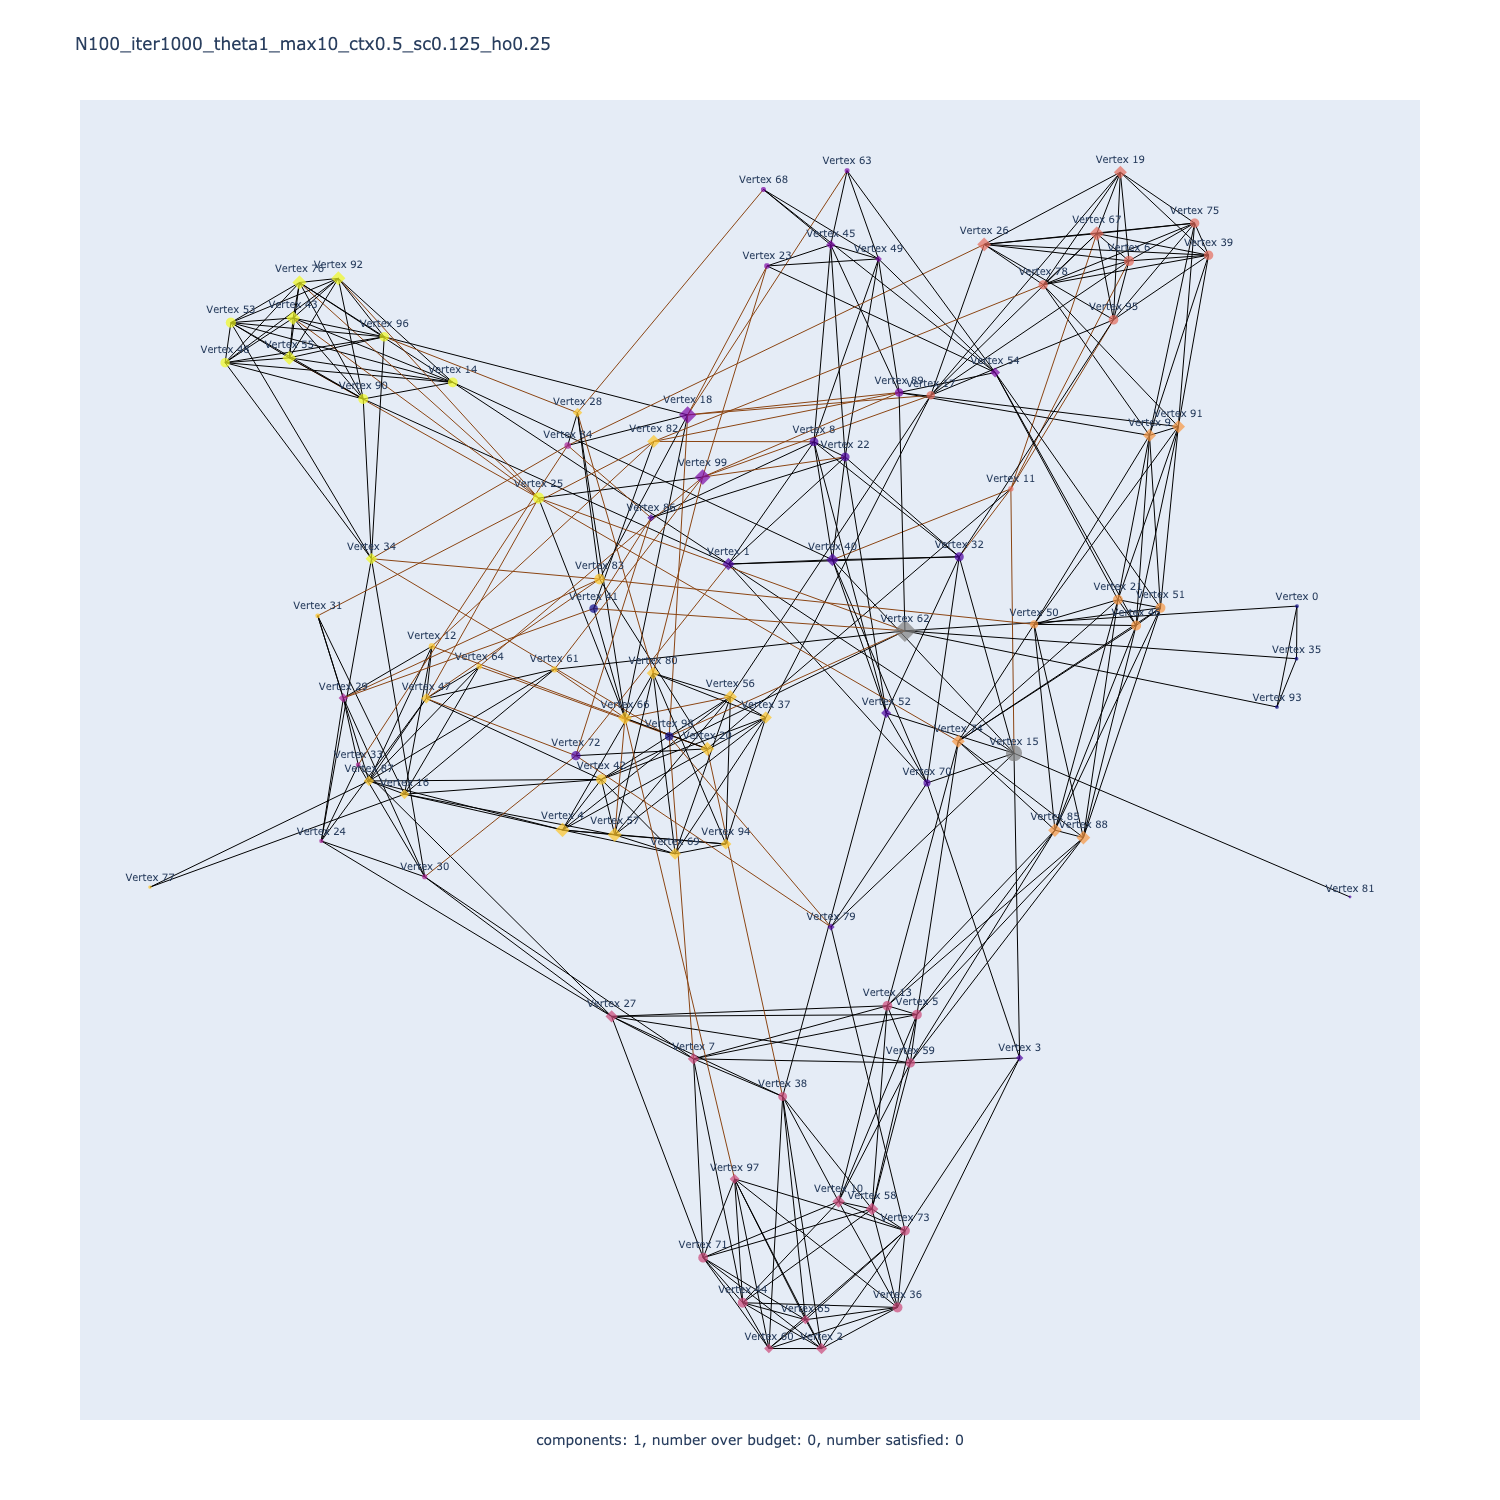 N100_iter1000_theta1_max10_ctx0.5_sc0.125_ho0.25
Vertex 63
Vertex 19
Vertex 68
Vertex 75
Vertex 67
Vertex 26
Vertex 45
Vertex 39
Vertex 6
Vertex 49
Vertex 23
Vertex 92
Vertex 78
Vertex 43
Vertex 95
Vertex 53
Vertex 96
Vertex 55
Vertex 48
Vertex 54
Vertex 14
Vertex 90
Vertex 89
Vertex 17
Vertex 28
Vertex 18
Vertex 91
Vertex 9
Vertex 82
Vertex 84
Vertex 8
Vertex 22
Vertex 99
Vertex 11
Vertex 25
Vertex 86
Vertex 34
Vertex 40
Vertex 32
Vertex 1
Vertex 83
Vertex 21
Vertex 51
Vertex 0
Vertex 41
Vertex 31
Vertex 50
Vertex 62
Vertex 12
Vertex 35
Vertex 64
Vertex 61
Vertex 80
Vertex 56
Vertex 47
Vertex 29
Vertex 93
Vertex 52
Vertex 37
Vertex 66
Vertex 98
Vertex 20
Vertex 74
Vertex 72
Vertex 15
Vertex 33
Vertex 42
Vertex 87
Vertex 70
Vertex 16
Vertex 4
Vertex 85
Vertex 57
Vertex 88
Vertex 94
Vertex 24
Vertex 69
Vertex 30
Vertex 77
Vertex 81
Vertex 79
Vertex 13
Vertex 5
Vertex 27
Vertex 7
Vertex 3
Vertex 59
Vertex 38
Vertex 97
Vertex 10
Vertex 58
Vertex 73
Vertex 71
Vertex 44
Vertex 36
Vertex 65
Vertex 60
Vertex 2
components: 1, number over budget: 0, number satisfied: 0